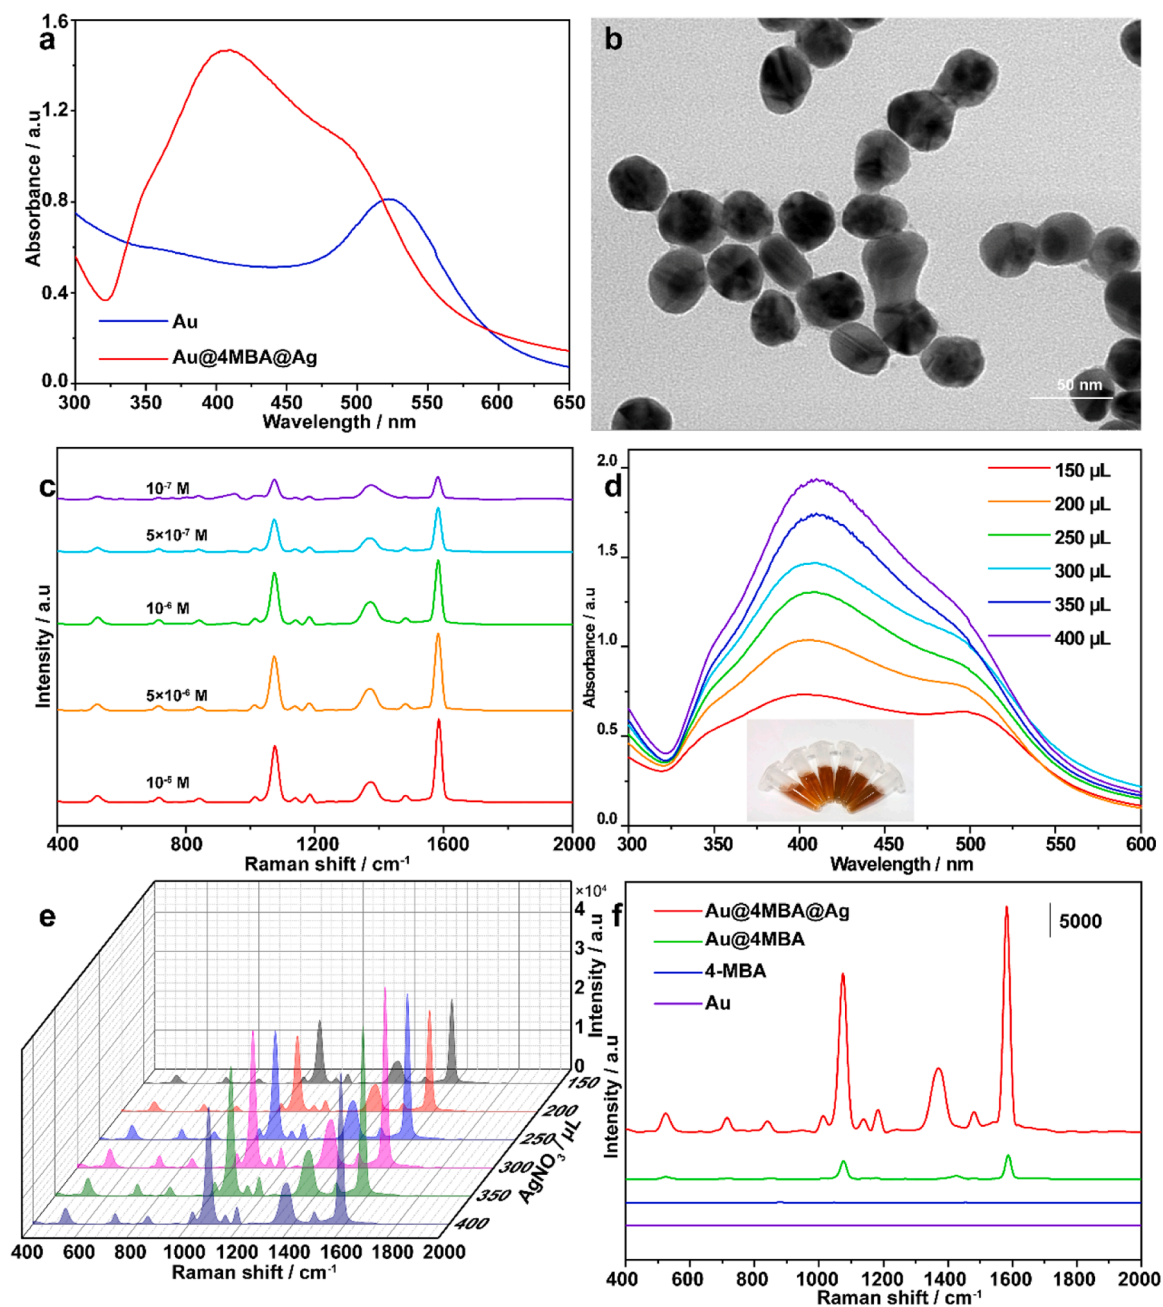 a
1.6
1.2
0.8
0.4
0.0
Absorbance / a.u
Au
Au@4MBA@Ag
300 350 400 450 500 550 600 650
Wavelength / nm
b
50 nm
c
10-7 M
5×10-7 M
10-6 M
5×10-6 M
10-5 M
Intensity / a.u
400 800 1200 1600 2000
Raman shift / cm-1
d
2.0
1.5
1.0
0.5
0.0
Absorbance / a.u
150 µL
200 µL
250 µL
300 µL
350 µL
400 µL
300 350 400 450 500 550 600
Wavelength / nm
e
×10⁴
4
3
2
1
0
Intensity / a.u
150
200
250
300
350
400
AgNO3 / µL
400 600 800 1000 1200 1400 1600 1800 2000
Raman shift / cm-1
f
Au@4MBA@Ag
Au@4MBA
4-MBA
Au
5000
Intensity / a.u
400 600 800 1000 1200 1400 1600 1800 2000
Raman shift / cm-1